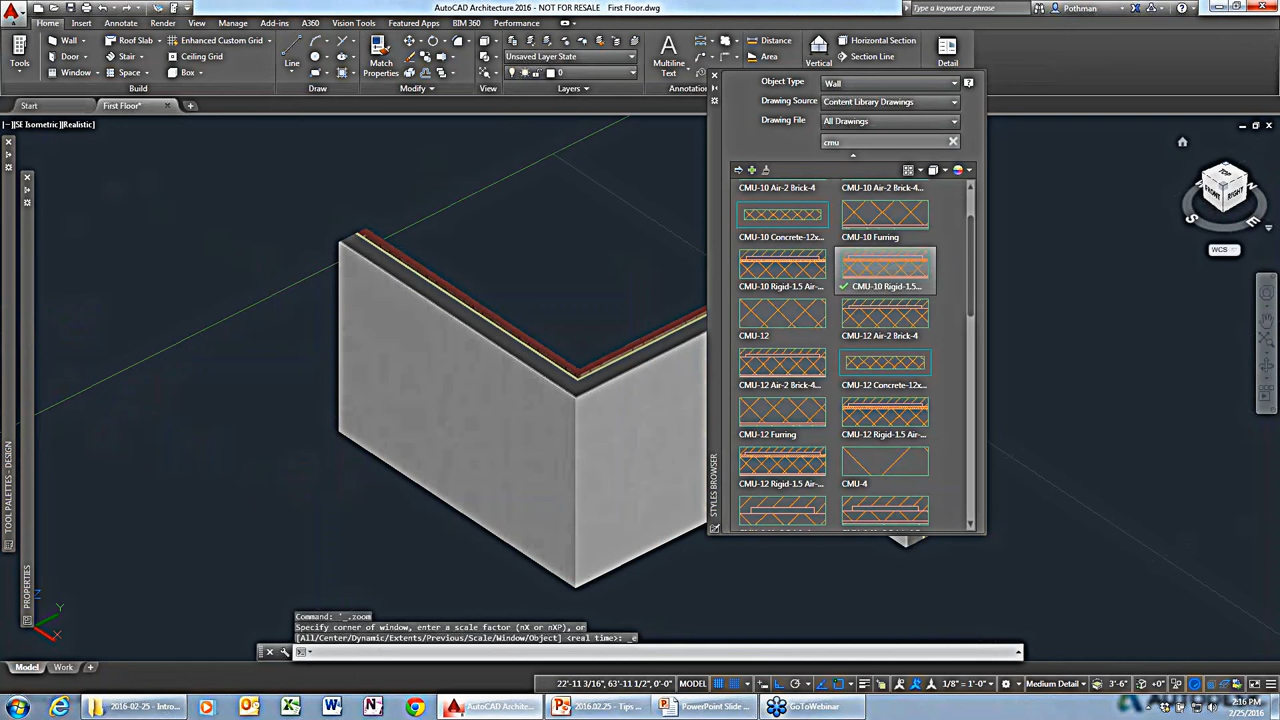 AutoCAD Architecture 2016 - NOT FOR RESALE First Floor.dwg
Type a keyword or phrase
Pothman
Home Insert Annotate Render View Manage Add-ins A360 Vision Tools Featured Apps BIM 360 Performance
Tools
Wall
Door
Window
Roof Slab
Stair
Space
Enhanced Custom Grid
Ceiling Grid
Box
Build
Line
Draw
Match
Properties
Modify
View
Unsaved Layer State
0
Layers
Multiline
Text
Distance
Area
Annotation
Vertical
Horizontal Section
Section Line
Detail
Start
First Floor*
[−][SE Isometric][Realistic]
Object Type
Wall
Drawing Source
Content Library Drawings
Drawing File
All Drawings
cmu
CMU-10 Air-2 Brick-4
CMU-10 Air-2 Brick-4...
CMU-10 Concrete-12x...
CMU-10 Furring
CMU-10 Rigid-1.5 Air-...
CMU-10 Rigid-1.5...
CMU-12
CMU-12 Air-2 Brick-4
CMU-12 Air-2 Brick-4...
CMU-12 Concrete-12x...
CMU-12 Furring
CMU-12 Rigid-1.5 Air-...
CMU-12 Rigid-1.5 Air-...
CMU-4
STYLES BROWSER
TOOL PALETTES - DESIGN
PROPERTIES
TOP
FRONT
RIGHT
S
E
WCS
Z
Y
X
Command: '_.zoom
Specify corner of window, enter a scale factor (nX or nXP), or
[All/Center/Dynamic/Extents/Previous/Scale/Window/Object] <real time>: _e
Model Work
22'-11 3/16", 63'-11 1/2", 0'-0" MODEL
1/8" = 1'-0"
Medium Detail
3'-6"
+0"
2016-02-25 - Intro...
AutoCAD Archite...
2016.02.25 - Tips ...
PowerPoint Slide ...
GoToWebinar
2:16 PM
2/25/2016